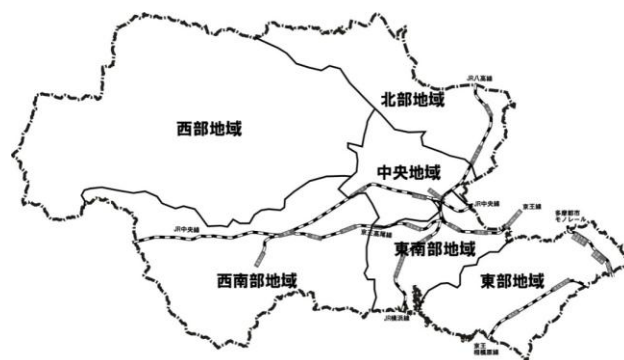 JR八高線
北部地域
西部地域
中央地域
JR中央線
京王線
多摩都市
モノレール
JR中央線
京王高尾線
東南部地域
西南部地域
東部地域
JR横浜線
京王
相模原線